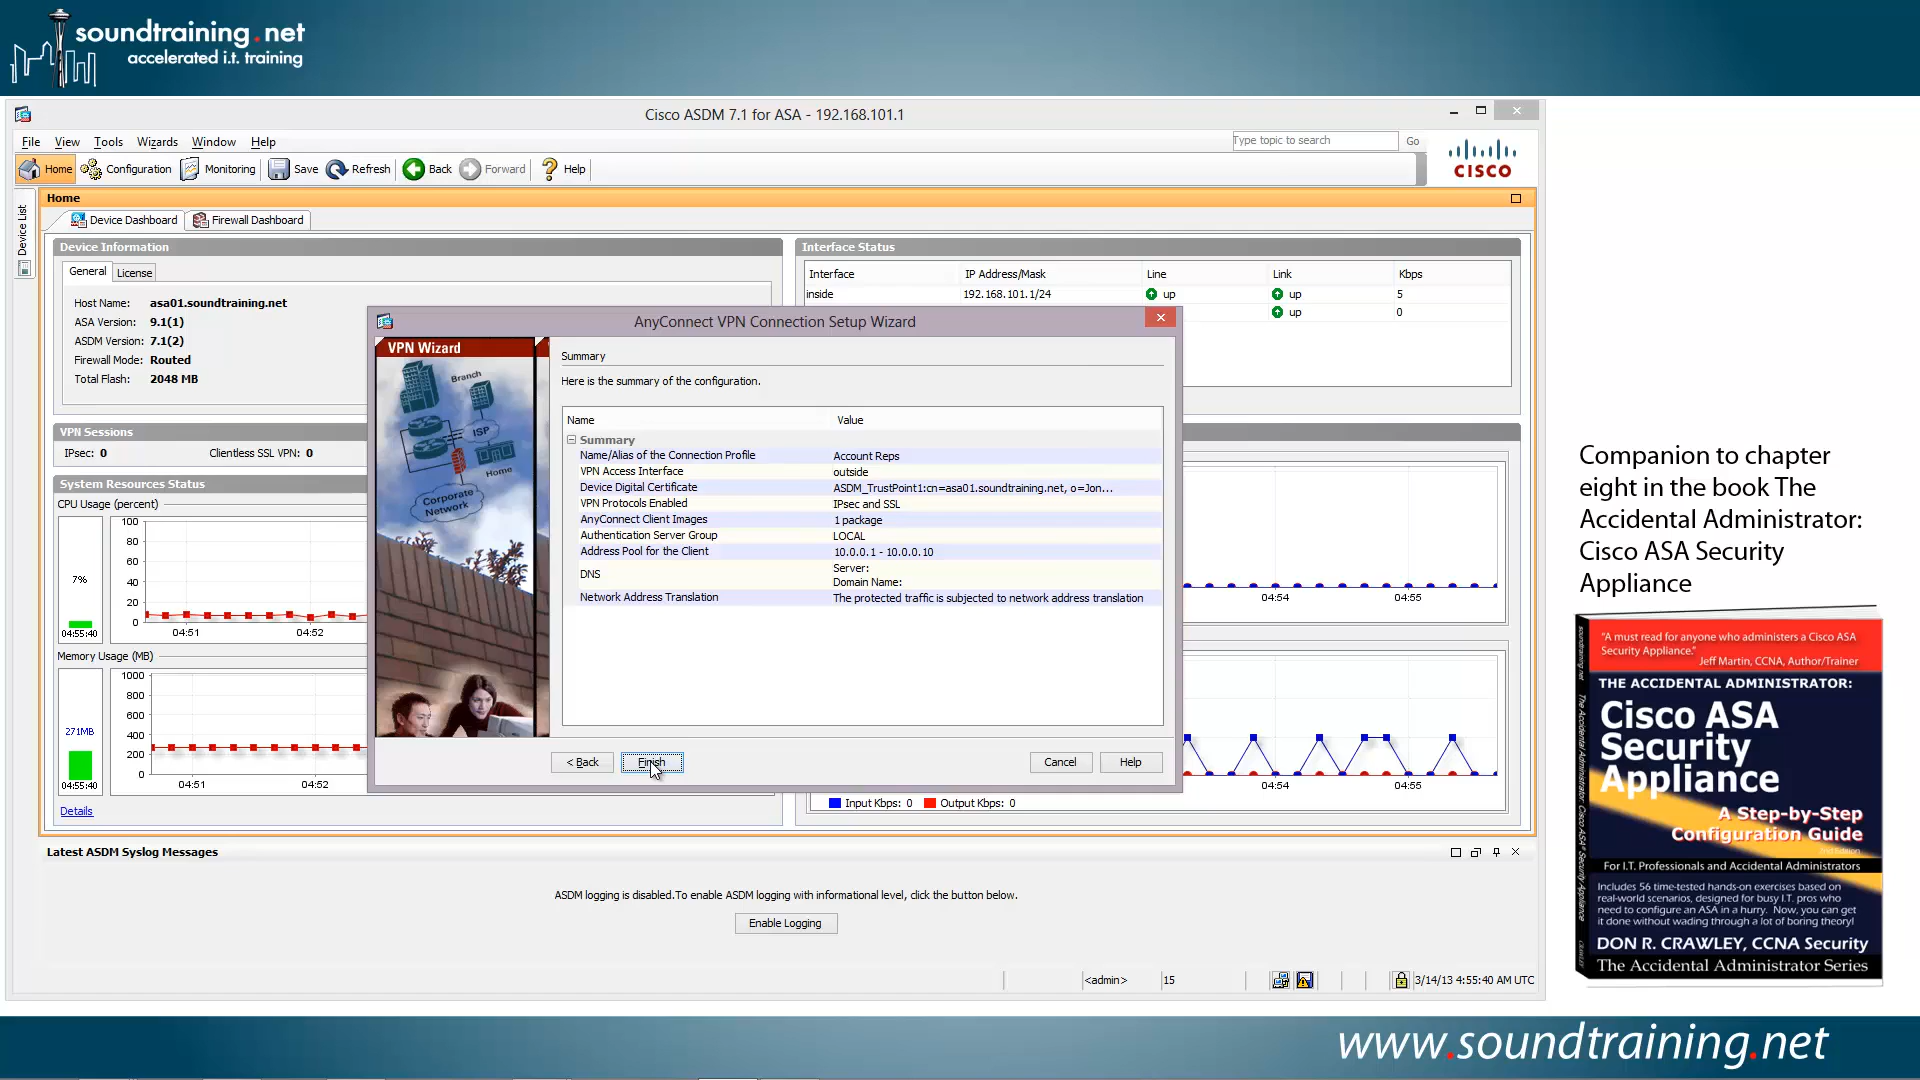 soundtraining.net
accelerated i.t. training
Cisco ASDM 7.1 for ASA - 192.168.101.1
File View Tools Wizards Window Help
Type topic to search Go
Home Configuration Monitoring Save Refresh Back Forward Help
CISCO
Device List
Home
Device Dashboard Firewall Dashboard
Device Information
General License
Host Name: asa01.soundtraining.net
ASA Version: 9.1(1)
ASDM Version: 7.1(2)
Firewall Mode: Routed
Total Flash: 2048 MB
Interface Status
Interface IP Address/Mask Line Link Kbps
inside 192.168.101.1/24 up up 5
up 0
VPN Sessions
IPsec: 0 Clientless SSL VPN: 0
System Resources Status
CPU Usage (percent)
100
80
60
40
20
0
7%
04:55:40
04:51 04:52
Memory Usage (MB)
1000
800
600
400
200
0
271MB
04:55:40
04:51 04:52
Details
AnyConnect VPN Connection Setup Wizard
VPN Wizard
Branch
ISP
Home
Corporate
Network
Summary
Here is the summary of the configuration.
Name Value
Summary
Name/Alias of the Connection Profile Account Reps
VPN Access Interface outside
Device Digital Certificate ASDM_TrustPoint1:cn=asa01.soundtraining.net, o=Jon...
VPN Protocols Enabled IPsec and SSL
AnyConnect Client Images 1 package
Authentication Server Group LOCAL
Address Pool for the Client 10.0.0.1 - 10.0.0.10
DNS Server:
Domain Name:
Network Address Translation The protected traffic is subjected to network address translation
< Back Finish Cancel Help
04:54 04:55
04:54 04:55
Input Kbps: 0 Output Kbps: 0
Latest ASDM Syslog Messages
ASDM logging is disabled.To enable ASDM logging with informational level, click the button below.
Enable Logging
<admin> 15 3/14/13 4:55:40 AM UTC
Companion to chapter
eight in the book The
Accidental Administrator:
Cisco ASA Security
Appliance
"A must read for anyone who administers a Cisco ASA
Security Appliance."
Jeff Martin, CCNA, Author/Trainer
THE ACCIDENTAL ADMINISTRATOR:
Cisco ASA
Security
Appliance
A Step-by-Step
Configuration Guide
For I.T. Professionals and Accidental Administrators
Includes 56 time-tested hands-on exercises based on
real-world scenarios, designed for busy I.T. pros who
need to configure an ASA in a hurry. Now, you can get
it done without wading through a lot of boring theory!
DON R. CRAWLEY, CCNA Security
The Accidental Administrator Series
www.soundtraining.net